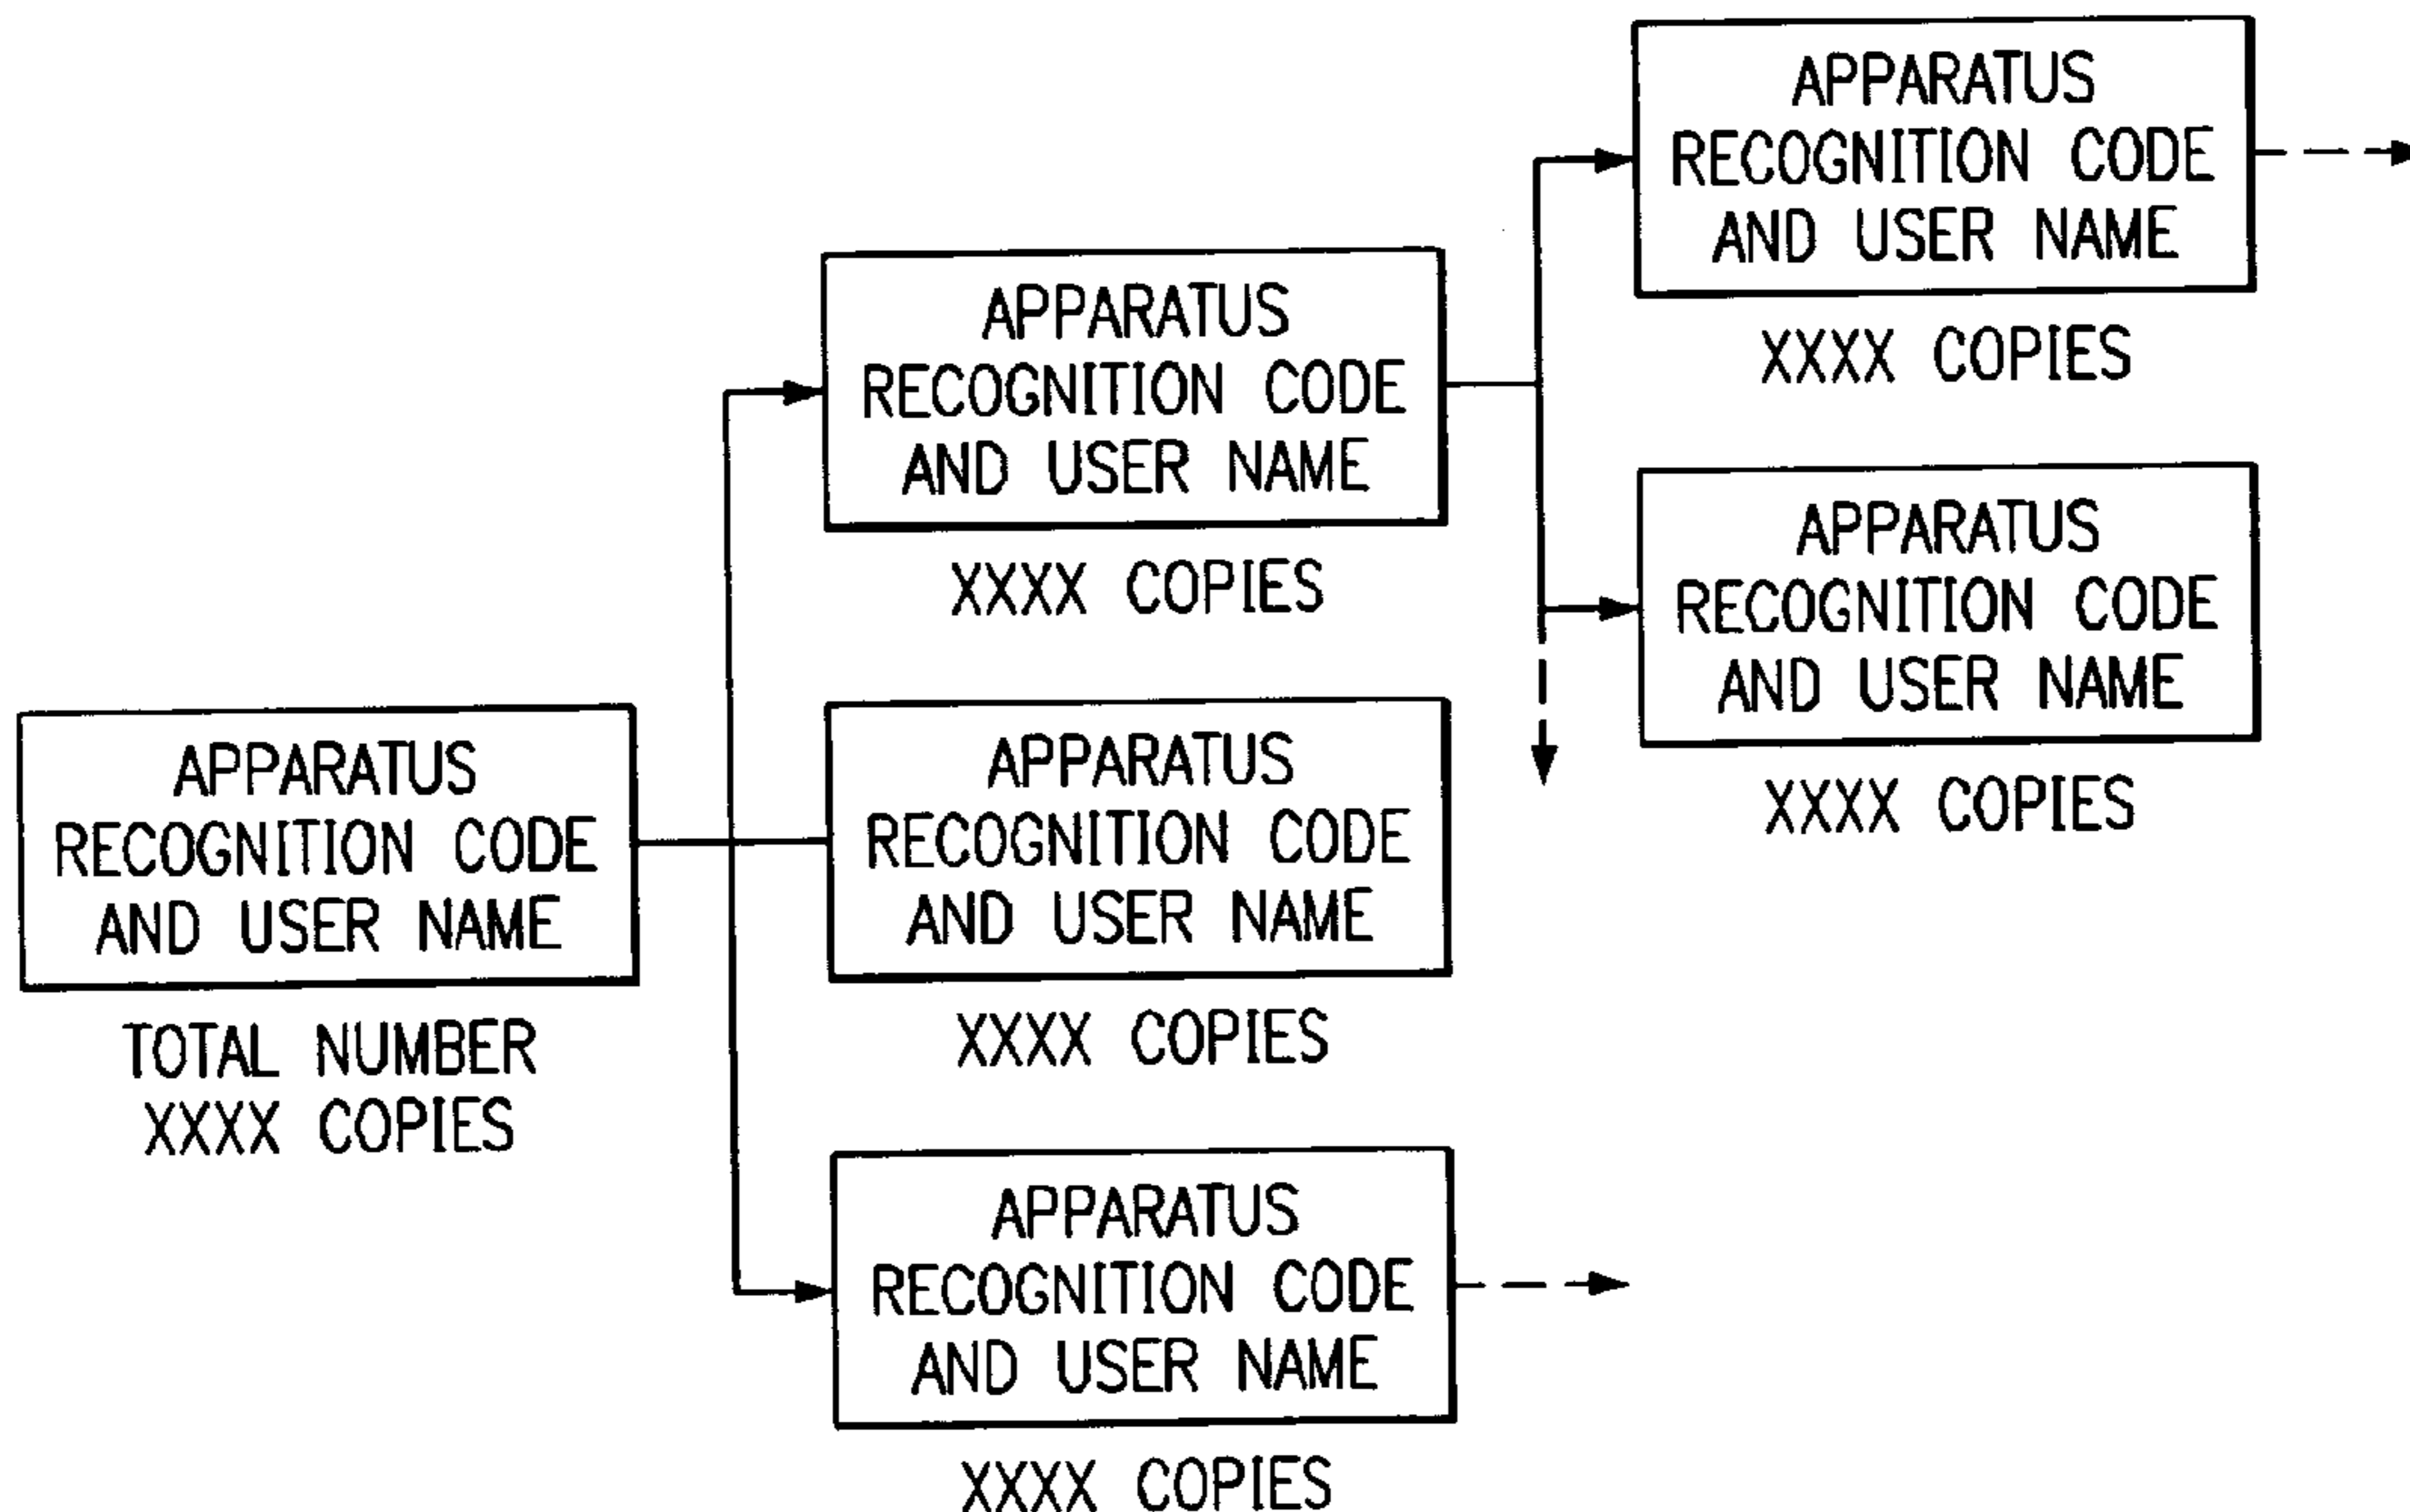 APPARATUS
RECOGNITION CODE
AND USER NAME
TOTAL NUMBER
XXXX COPIES
APPARATUS
RECOGNITION CODE
AND USER NAME
XXXX COPIES
APPARATUS
RECOGNITION CODE
AND USER NAME
XXXX COPIES
APPARATUS
RECOGNITION CODE
AND USER NAME
XXXX COPIES
APPARATUS
RECOGNITION CODE
AND USER NAME
XXXX COPIES
APPARATUS
RECOGNITION CODE
AND USER NAME
XXXX COPIES